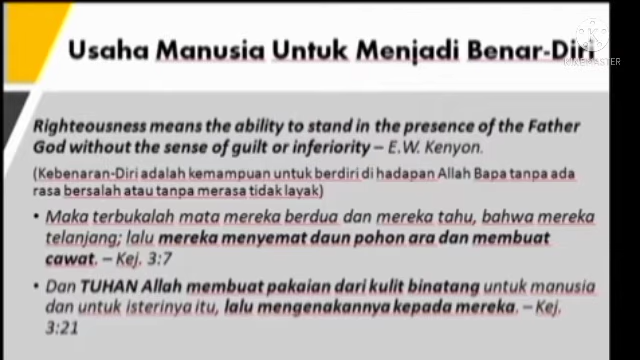 Usaha Manusia Untuk Menjadi Benar-Diri
KINEMASTER
Righteousness means the ability to stand in the presence of the Father
God without the sense of guilt or inferiority – E.W. Kenyon.
(Kebenaran-Diri adalah kemampuan untuk berdiri di hadapan Allah Bapa tanpa ada
rasa bersalah atau tanpa merasa tidak layak)
• Maka terbukalah mata mereka berdua dan mereka tahu, bahwa mereka
telanjang; lalu mereka menyemat daun pohon ara dan membuat
cawat. – Kej. 3:7
• Dan TUHAN Allah membuat pakaian dari kulit binatang untuk manusia
dan untuk isterinya itu, lalu mengenakannya kepada mereka. – Kej.
3:21